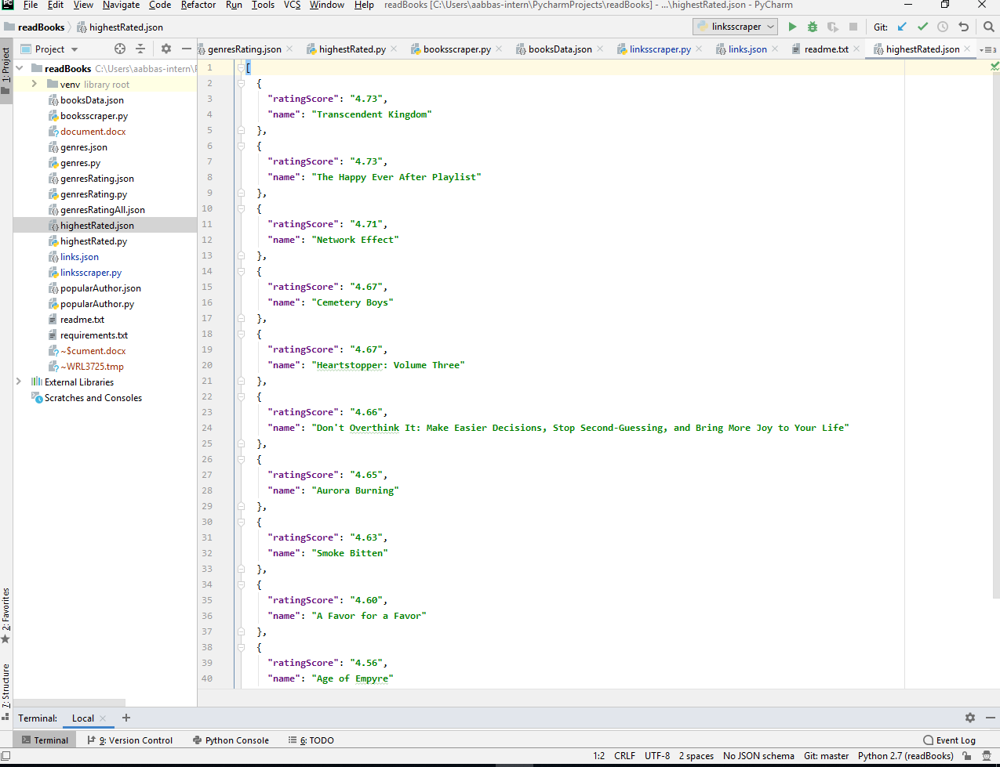 PC File Edit View Navigate Code Refactor Run Tools VCS Window Help readBooks [C:\Users\aabbas-intern\PycharmProjects\readBooks] - ...\highestRated.json - PyCharm
readBooks highestRated.json linksscraper Git:
1: Project
Project
genresRating.json highestRated.py booksscraper.py booksData.json linksscraper.py links.json readme.txt highestRated.json 3
readBooks C:\Users\aabbas-intern\
venv library root
booksData.json
booksscraper.py
document.docx
genres.json
genres.py
genresRating.json
genresRating.py
genresRatingAll.json
highestRated.json
highestRated.py
links.json
linksscraper.py
popularAuthor.json
popularAuthor.py
readme.txt
requirements.txt
~$cument.docx
~WRL3725.tmp
External Libraries
Scratches and Consoles
1 [
2 {
3 "ratingScore": "4.73",
4 "name": "Transcendent Kingdom"
5 },
6 {
7 "ratingScore": "4.73",
8 "name": "The Happy Ever After Playlist"
9 },
10 {
11 "ratingScore": "4.71",
12 "name": "Network Effect"
13 },
14 {
15 "ratingScore": "4.67",
16 "name": "Cemetery Boys"
17 },
18 {
19 "ratingScore": "4.67",
20 "name": "Heartstopper: Volume Three"
21 },
22 {
23 "ratingScore": "4.66",
24 "name": "Don't Overthink It: Make Easier Decisions, Stop Second-Guessing, and Bring More Joy to Your Life"
25 },
26 {
27 "ratingScore": "4.65",
28 "name": "Aurora Burning"
29 },
30 {
31 "ratingScore": "4.63",
32 "name": "Smoke Bitten"
33 },
34 {
35 "ratingScore": "4.60",
36 "name": "A Favor for a Favor"
37 },
38 {
39 "ratingScore": "4.56",
40 "name": "Age of Empyre"
2: Favorites
7: Structure
Terminal: Local +
Terminal 9: Version Control Python Console 6: TODO Event Log
1:2 CRLF UTF-8 2 spaces No JSON schema Git: master Python 2.7 (readBooks)